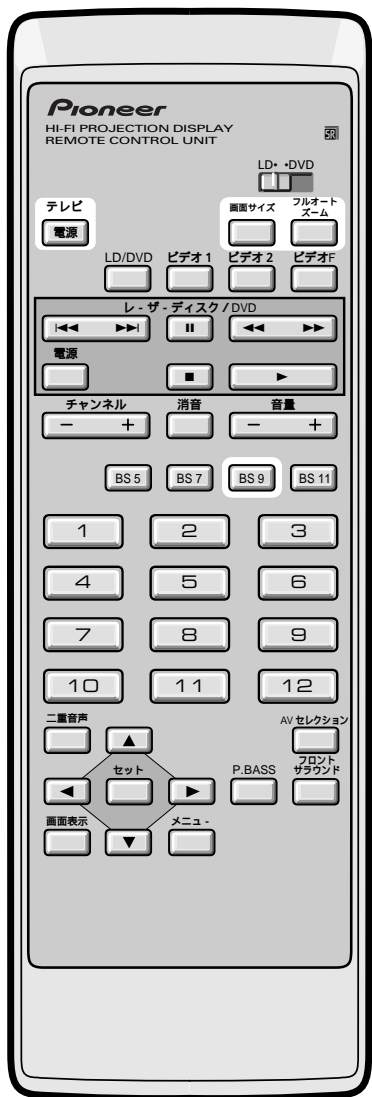 Pioneer
HI-FI PROJECTION DISPLAY
REMOTE CONTROL UNIT
SR
LD• •DVD
テレビ
電源
画面サイズ
フルオート
ズーム
LD/DVD ビデオ1 ビデオ2 ビデオF
レ-ザ-ディスク/DVD
電源
チャンネル 消音 音量
− + − +
BS 5 BS 7 BS 9 BS 11
1 2 3
4 5 6
7 8 9
10 11 12
二重音声
AVセレクション
セット
P.BASS
フロント
サラウンド
画面表示
メニュ-